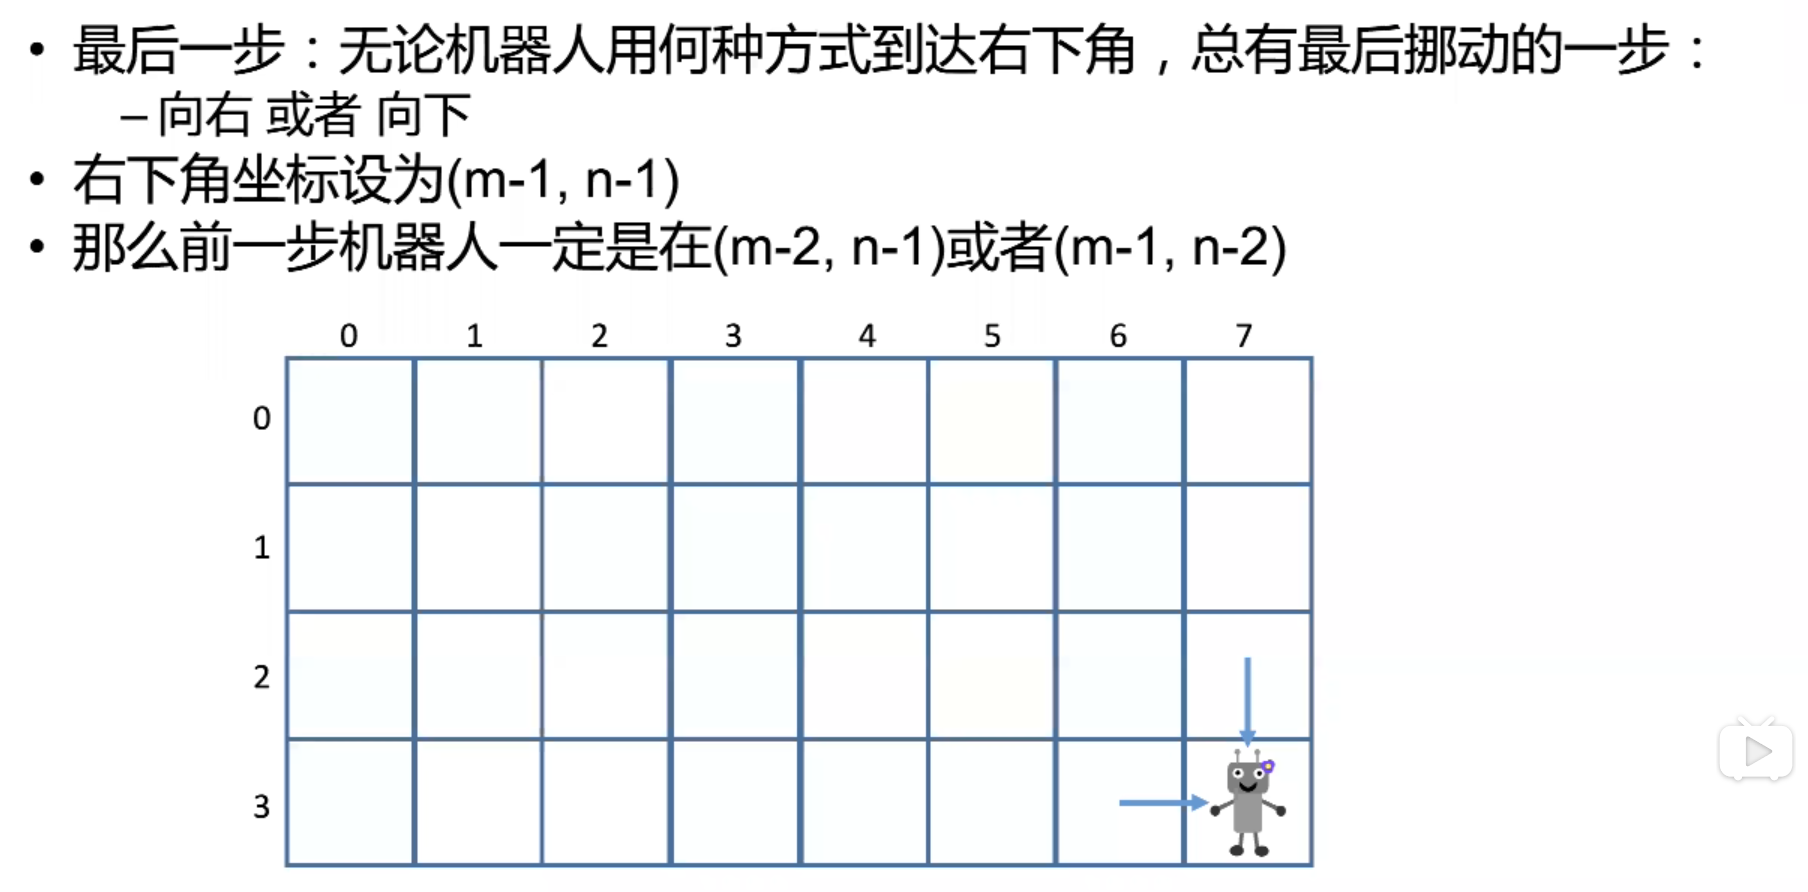 • 最后一步：无论机器人用何种方式到达右下角，总有最后挪动的一步：
– 向右 或者 向下
• 右下角坐标设为(m-1, n-1)
• 那么前一步机器人一定是在(m-2, n-1)或者(m-1, n-2)
0 1 2 3 4 5 6 7
0
1
2
3